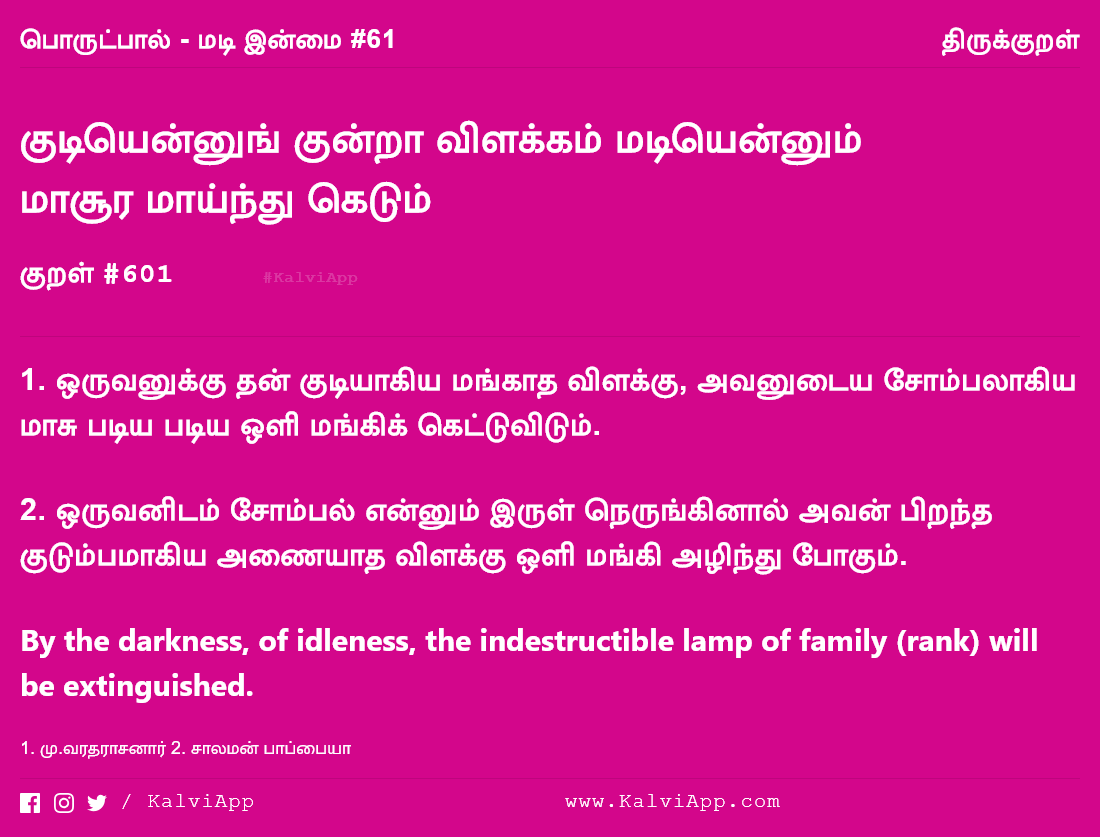 பொருட்பால் - மடி இன்மை #61 திருக்குறள்
குடியென்னுங் குன்றா விளக்கம் மடியென்னும்
மாசூர மாய்ந்து கெடும்
குறள் #601 #KalviApp
1. ஒருவனுக்கு தன் குடியாகிய மங்காத விளக்கு, அவனுடைய சோம்பலாகிய
மாசு படிய படிய ஒளி மங்கிக் கெட்டுவிடும்.
2. ஒருவனிடம் சோம்பல் என்னும் இருள் நெருங்கினால் அவன் பிறந்த
குடும்பமாகிய அணையாத விளக்கு ஒளி மங்கி அழிந்து போகும்.
By the darkness, of idleness, the indestructible lamp of family (rank) will
be extinguished.
1. மு.வரதராசனார் 2. சாலமன் பாப்பையா
/ KalviApp www.KalviApp.com